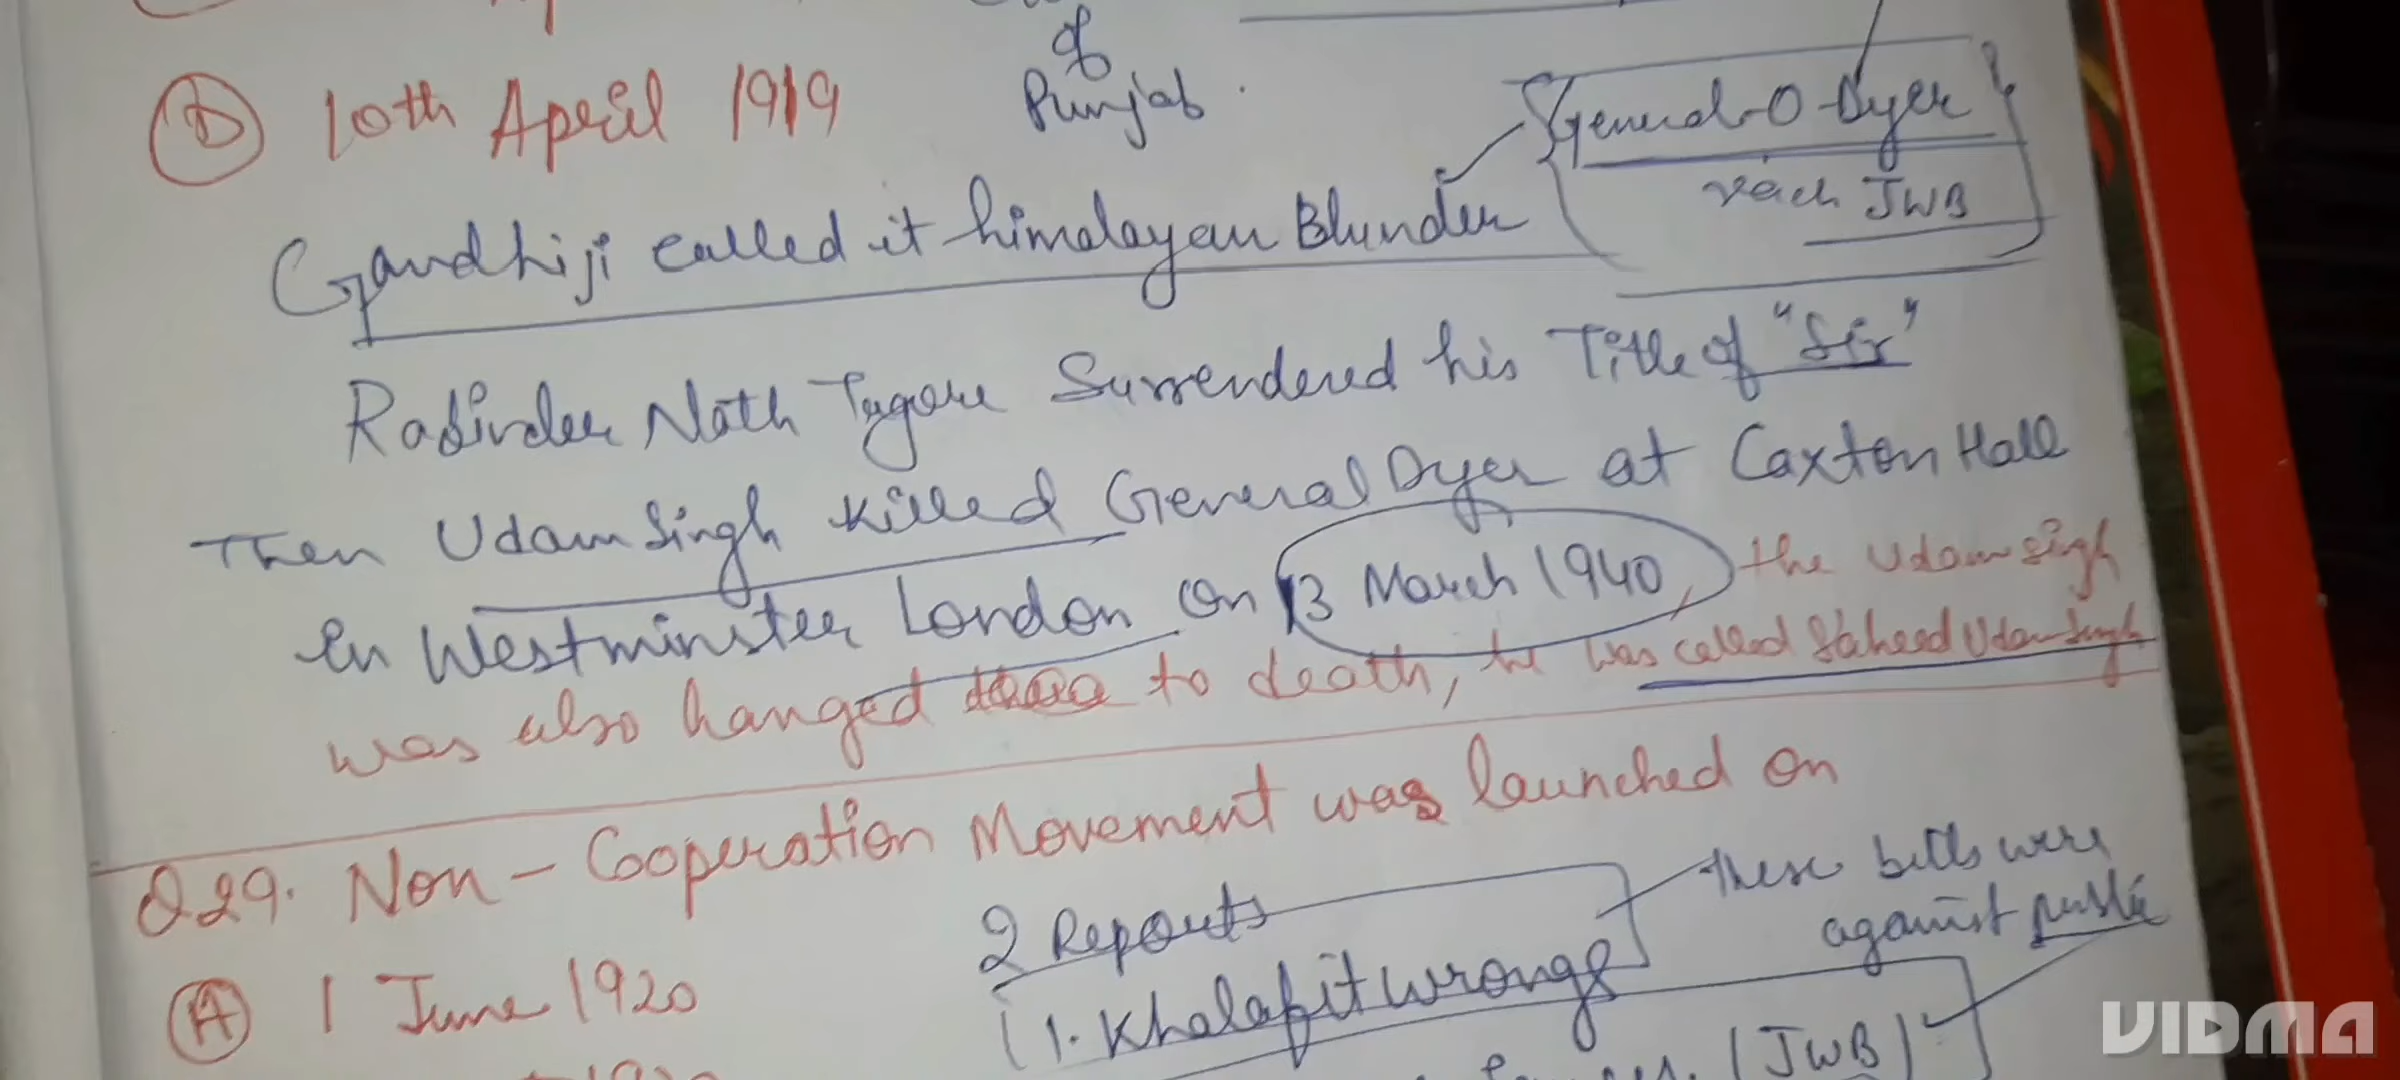 of
Punjab.
(D) 10th April 1919
General-O-Dyer
reach JWB
Gandhiji called it himalayan Blunder
Rabinder Nath Tagore Surrendered his Title of "Sir"
Then Udam Singh killed General Dyer at Caxton Hall
in Westminster London on 13 March 1940, the Udam singh
was also hanged to death, he was called Shaheed Udam Singh
Q29. Non-Cooperation Movement was launched on
2 Reports
these bills were
against public
(A) 1 June 1920
1. Khalafit wrongs
(JWB)
VIDMA